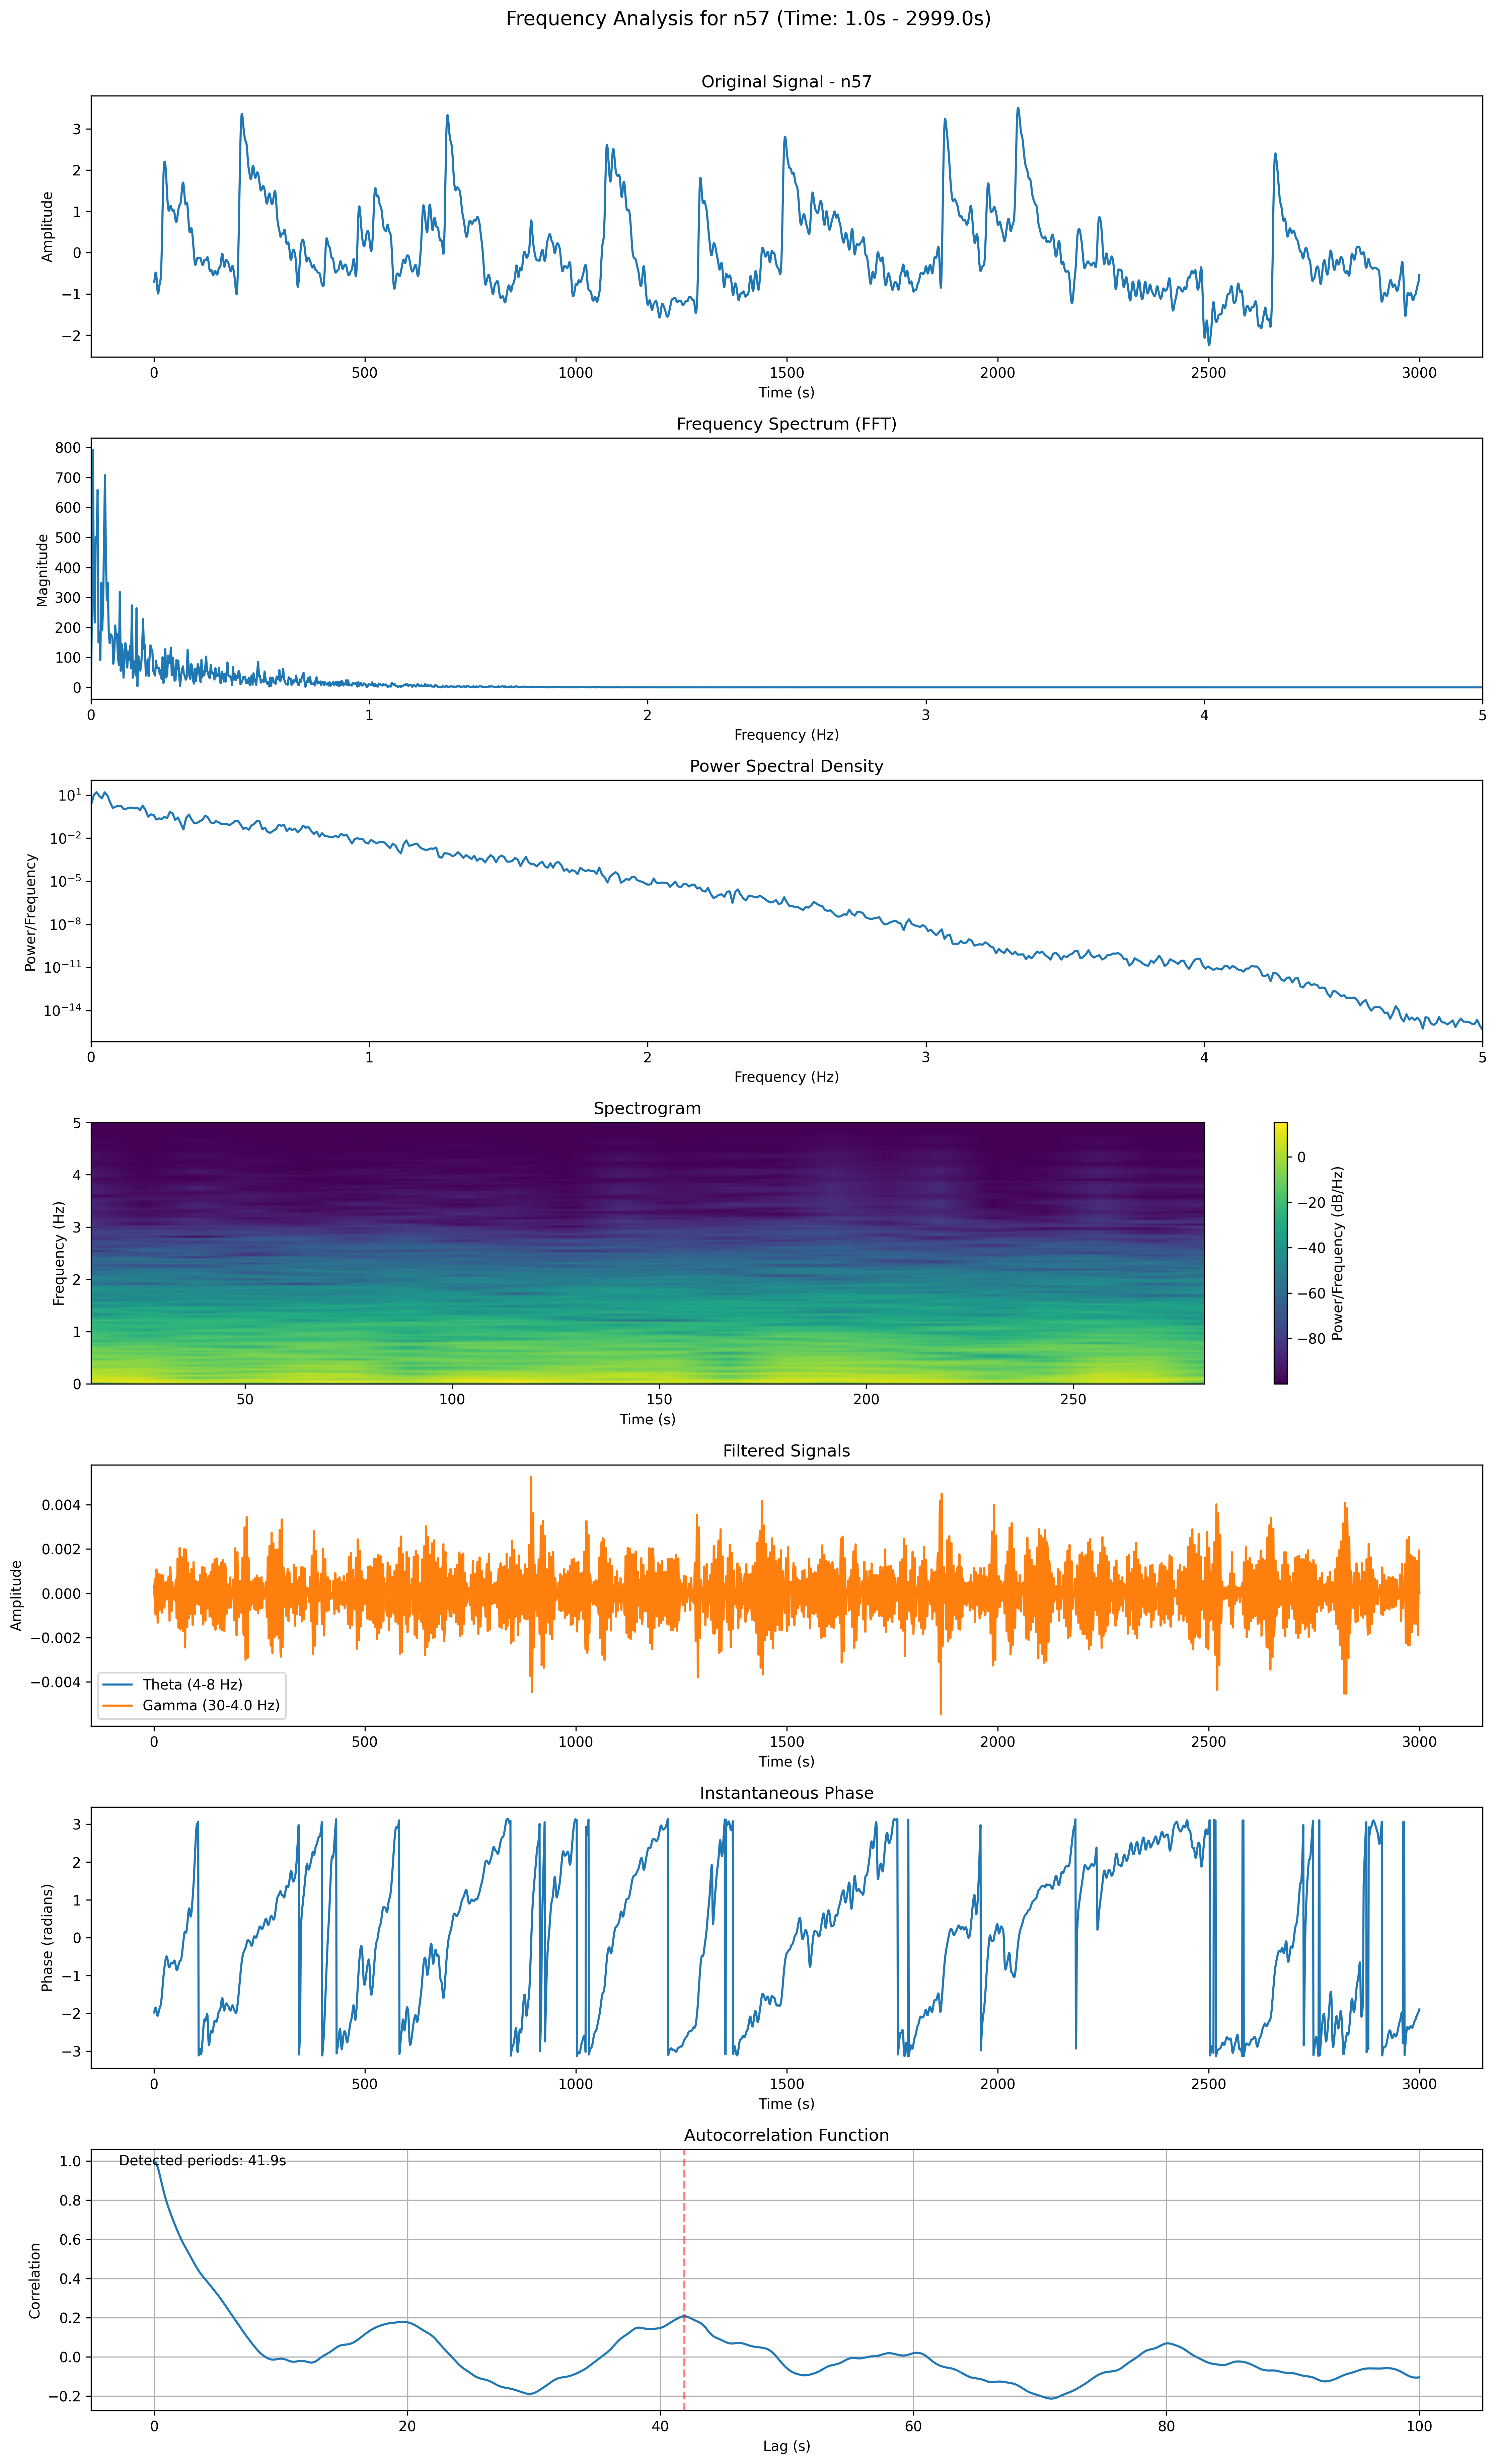 Frequency Analysis for n57 (Time: 1.0s - 2999.0s)
Original Signal - n57
Amplitude
3
2
1
0
−1
−2
0 500 1000 1500 2000 2500 3000
Time (s)
Frequency Spectrum (FFT)
Magnitude
800
700
600
500
400
300
200
100
0
0 1 2 3 4 5
Frequency (Hz)
Power Spectral Density
Power/Frequency
10¹
10⁻²
10⁻⁵
10⁻⁸
10⁻¹¹
10⁻¹⁴
0 1 2 3 4 5
Frequency (Hz)
Spectrogram
Frequency (Hz)
5
4
3
2
1
0
50 100 150 200 250
Time (s)
0
−20
−40
−60
−80
Power/Frequency (dB/Hz)
Filtered Signals
Amplitude
0.004
0.002
0.000
−0.002
−0.004
Theta (4-8 Hz)
Gamma (30-4.0 Hz)
0 500 1000 1500 2000 2500 3000
Time (s)
Instantaneous Phase
Phase (radians)
3
2
1
0
−1
−2
−3
0 500 1000 1500 2000 2500 3000
Time (s)
Autocorrelation Function
Detected periods: 41.9s
Correlation
1.0
0.8
0.6
0.4
0.2
0.0
−0.2
0 20 40 60 80 100
Lag (s)